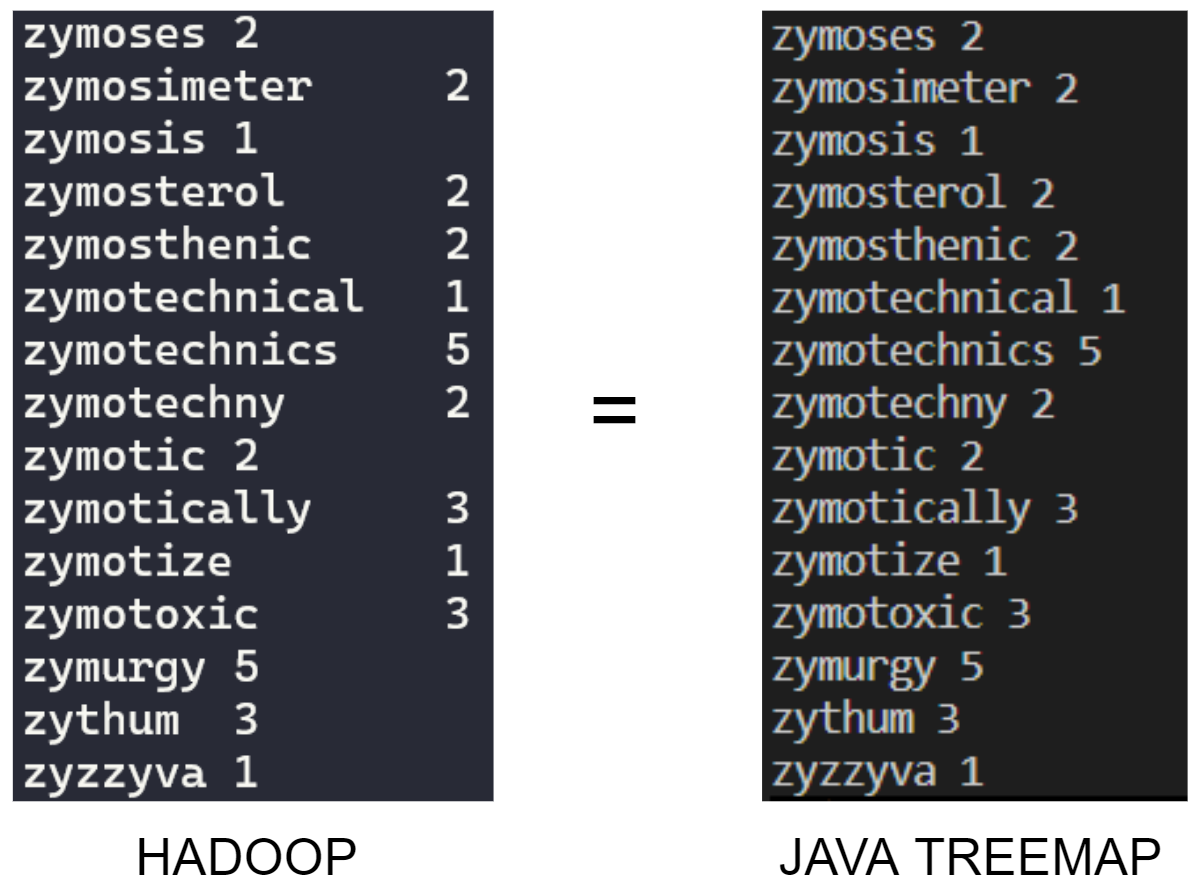 zymoses 2
zymosimeter 2
zymosis 1
zymosterol 2
zymosthenic 2
zymotechnical 1
zymotechnics 5
zymotechny 2
zymotic 2
zymotically 3
zymotize 1
zymotoxic 3
zymurgy 5
zythum 3
zyzzyva 1
HADOOP
=
zymoses 2
zymosimeter 2
zymosis 1
zymosterol 2
zymosthenic 2
zymotechnical 1
zymotechnics 5
zymotechny 2
zymotic 2
zymotically 3
zymotize 1
zymotoxic 3
zymurgy 5
zythum 3
zyzzyva 1
JAVA TREEMAP